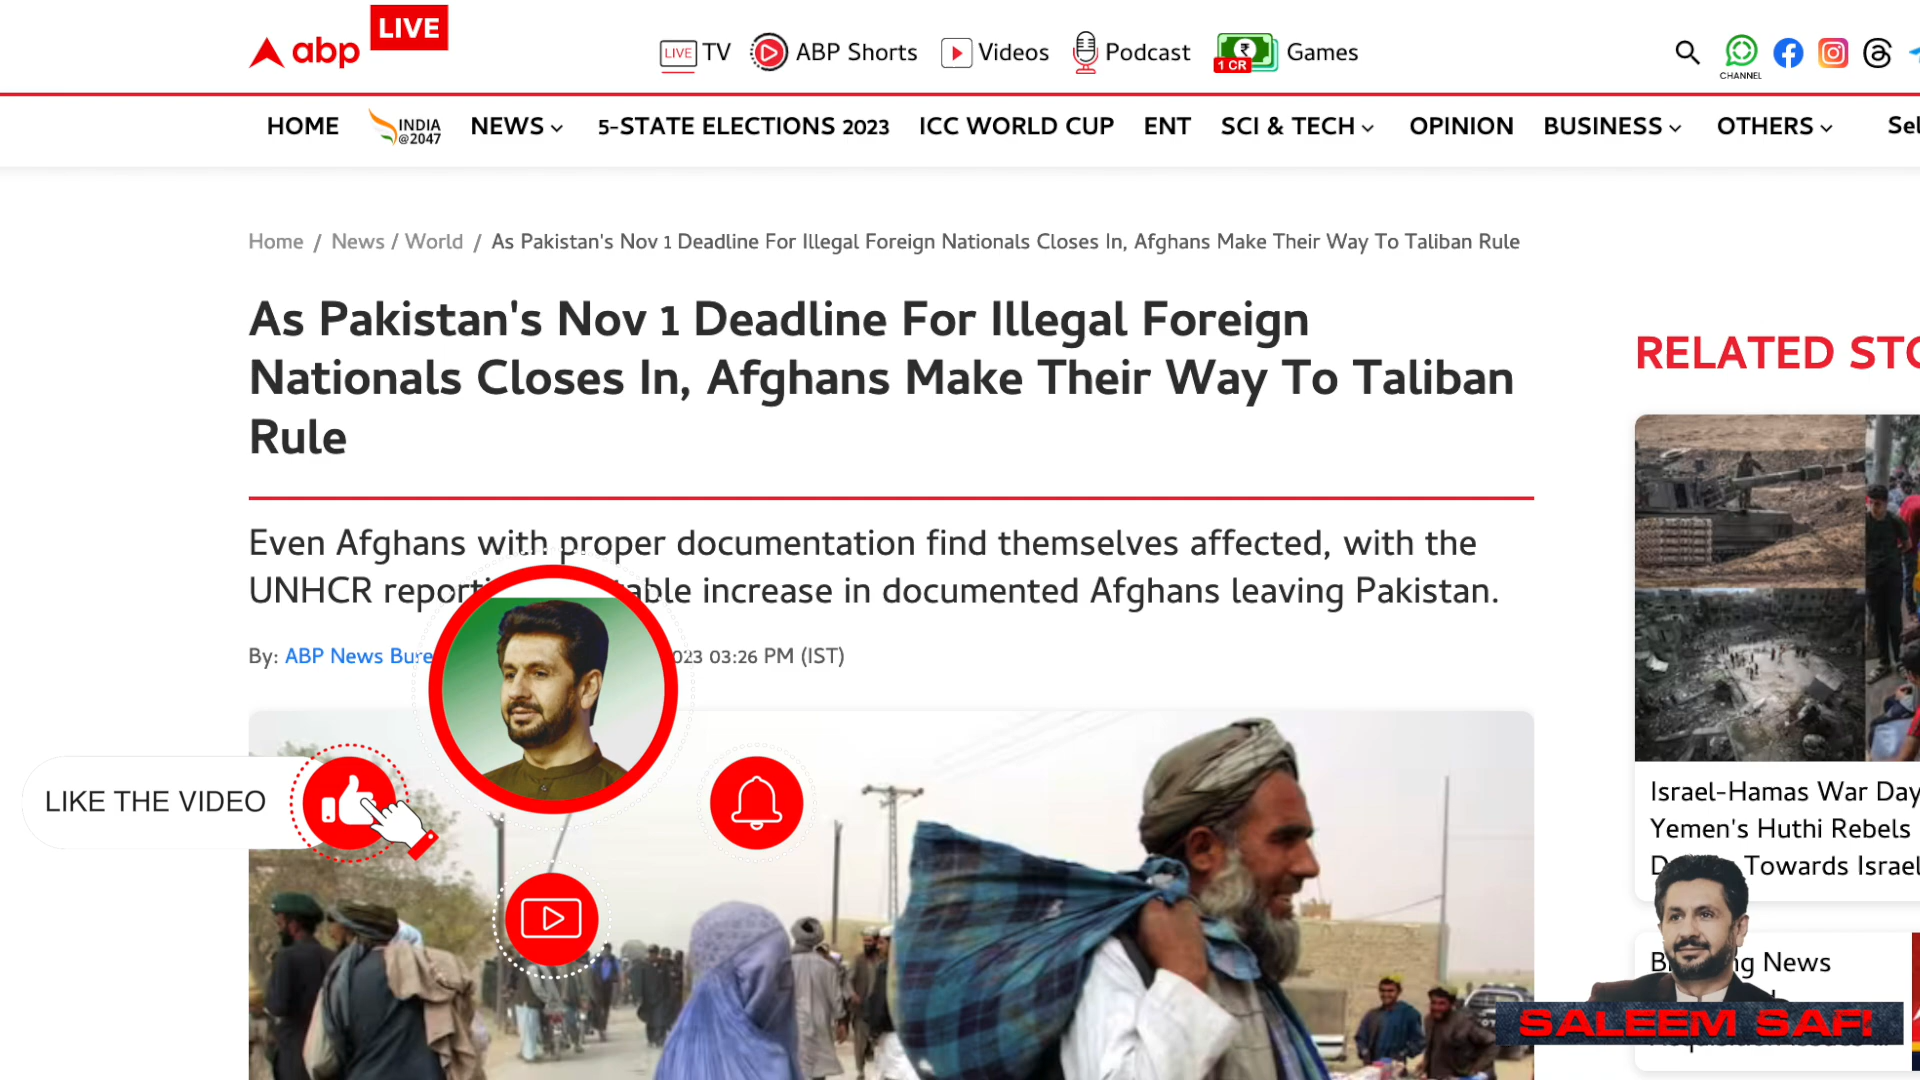 abp LIVE
LIVE TV
ABP Shorts
Videos
Podcast
1 CR
Games
CHANNEL
HOME
INDIA
@2047
NEWS
5-STATE ELECTIONS 2023
ICC WORLD CUP
ENT
SCI & TECH
OPINION
BUSINESS
OTHERS
Home / News / World / As Pakistan's Nov 1 Deadline For Illegal Foreign Nationals Closes In, Afghans Make Their Way To Taliban Rule
As Pakistan's Nov 1 Deadline For Illegal Foreign
Nationals Closes In, Afghans Make Their Way To Taliban
Rule
Even Afghans with proper documentation find themselves affected, with the
UNHCR increase in documented Afghans leaving Pakistan.
By: ABP News 03:26 PM (IST)
LIKE THE VIDEO
RELATED
Israel-Hamas War Day
Yemen's Huthi Rebels
Towards Israel
News
SALEEM SAFI